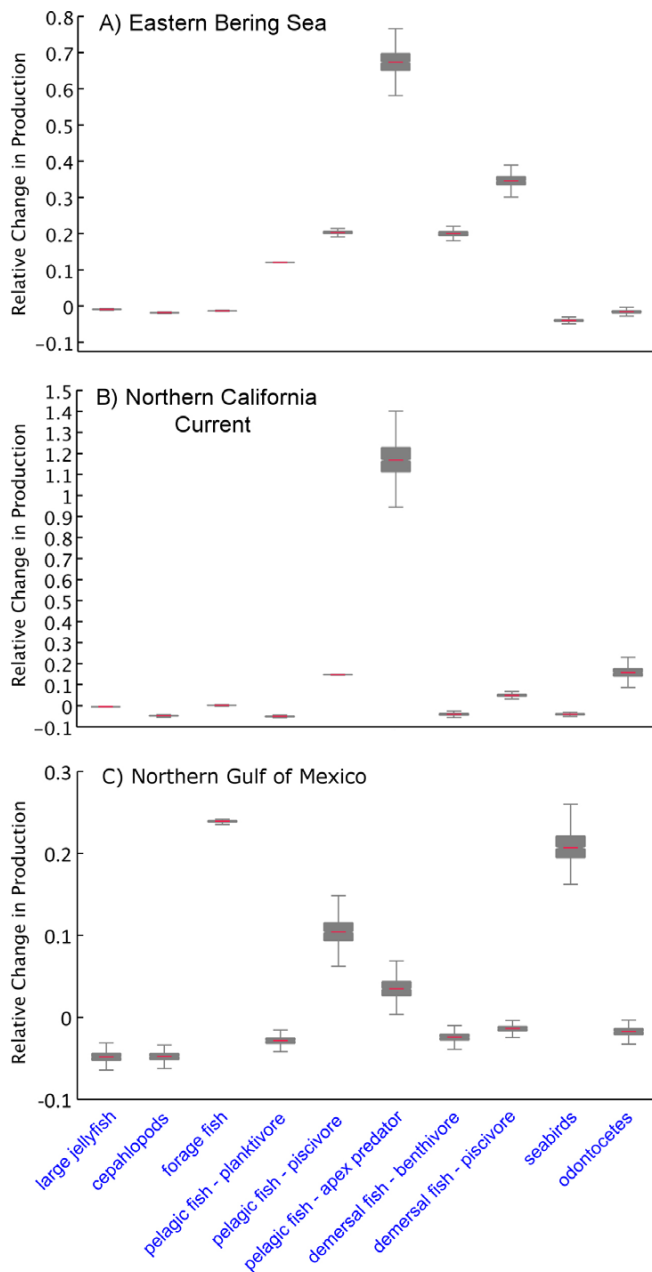 A) Eastern Bering Sea
Relative Change in Production
0.8
0.7
0.6
0.5
0.4
0.3
0.2
0.1
0
−0.1
B) Northern California
Current
Relative Change in Production
1.5
1.4
1.3
1.2
1.1
1
0.9
0.8
0.7
0.6
0.5
0.4
0.3
0.2
0.1
0
−0.1
C) Northern Gulf of Mexico
Relative Change in Production
0.3
0.2
0.1
0
-0.1
large jellyfish
cepahlopods
forage fish
pelagic fish - planktivore
pelagic fish - piscivore
pelagic fish - apex predator
demersal fish - benthivore
demersal fish - piscivore
seabirds
odontocetes